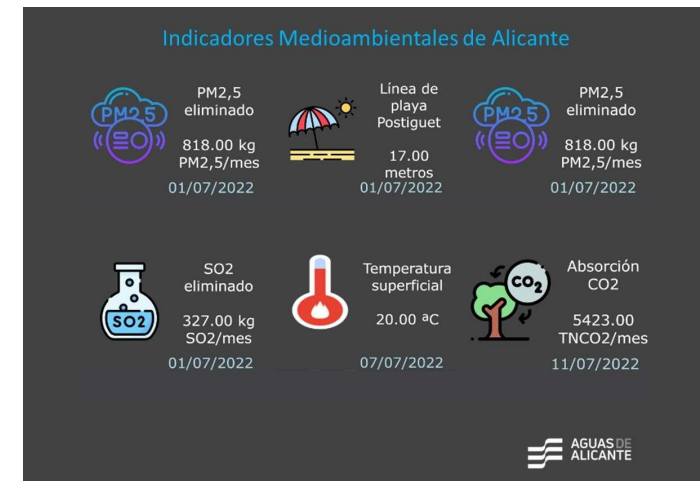 Indicadores Medioambientales de Alicante
PM2,5
PM2,5
eliminado
818.00 kg
PM2,5/mes
01/07/2022
Línea de
playa
Postiguet
17.00
metros
01/07/2022
PM2,5
PM2,5
eliminado
818.00 kg
PM2,5/mes
01/07/2022
SO2
SO2
eliminado
327.00 kg
SO2/mes
01/07/2022
Temperatura
superficial
20.00 ªC
07/07/2022
CO2
Absorción
CO2
5423.00
TNCO2/mes
11/07/2022
AGUAS DE
ALICANTE